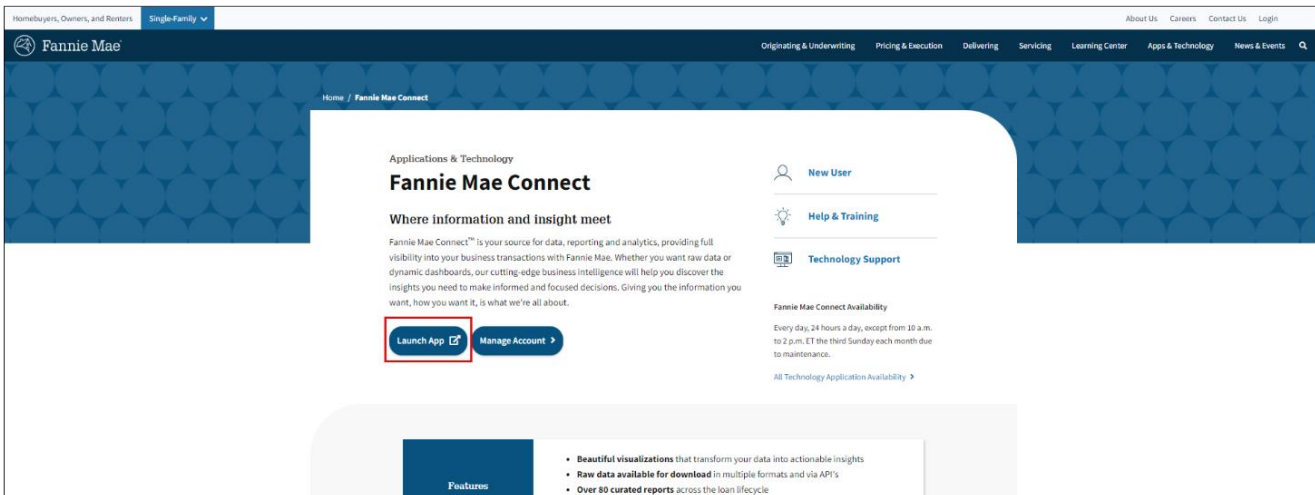 Homebuyers, Owners, and Renters
Single-Family
About Us Careers Contact Us Login
Fannie Mae
Originating & Underwriting Pricing & Execution Delivering Servicing Learning Center Apps & Technology News & Events
Home / Fannie Mae Connect
Applications & Technology
Fannie Mae Connect
Where information and insight meet
Fannie Mae Connect™ is your source for data, reporting and analytics, providing full
visibility into your business transactions with Fannie Mae. Whether you want raw data or
dynamic dashboards, our cutting-edge business intelligence will help you discover the
insights you need to make informed and focused decisions. Giving you the information you
want, how you want it, is what we're all about.
Launch App
Manage Account
New User
Help & Training
Technology Support
Fannie Mae Connect Availability
Every day, 24 hours a day, except from 10 a.m.
to 2 p.m. ET the third Sunday each month due
to maintenance.
All Technology Application Availability
Features
• Beautiful visualizations that transform your data into actionable insights
• Raw data available for download in multiple formats and via API's
• Over 80 curated reports across the loan lifecycle